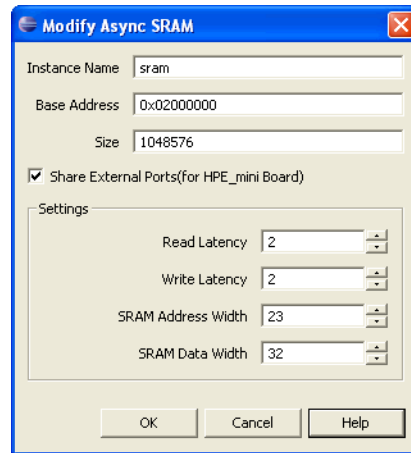 Modify Async SRAM
Instance Name sram
Base Address 0x02000000
Size 1048576
Share External Ports(for HPE_mini Board)
Settings
Read Latency 2
Write Latency 2
SRAM Address Width 23
SRAM Data Width 32
OK Cancel Help